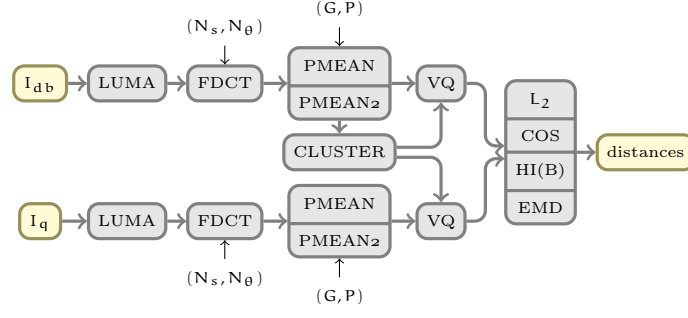 (N_s, N_θ)
(G, P)
I_db
LUMA
FDCT
PMEAN
PMEAN2
VQ
CLUSTER
L_2
COS
HI(B)
EMD
distances
I_q
LUMA
FDCT
PMEAN
PMEAN2
VQ
(N_s, N_θ)
(G, P)